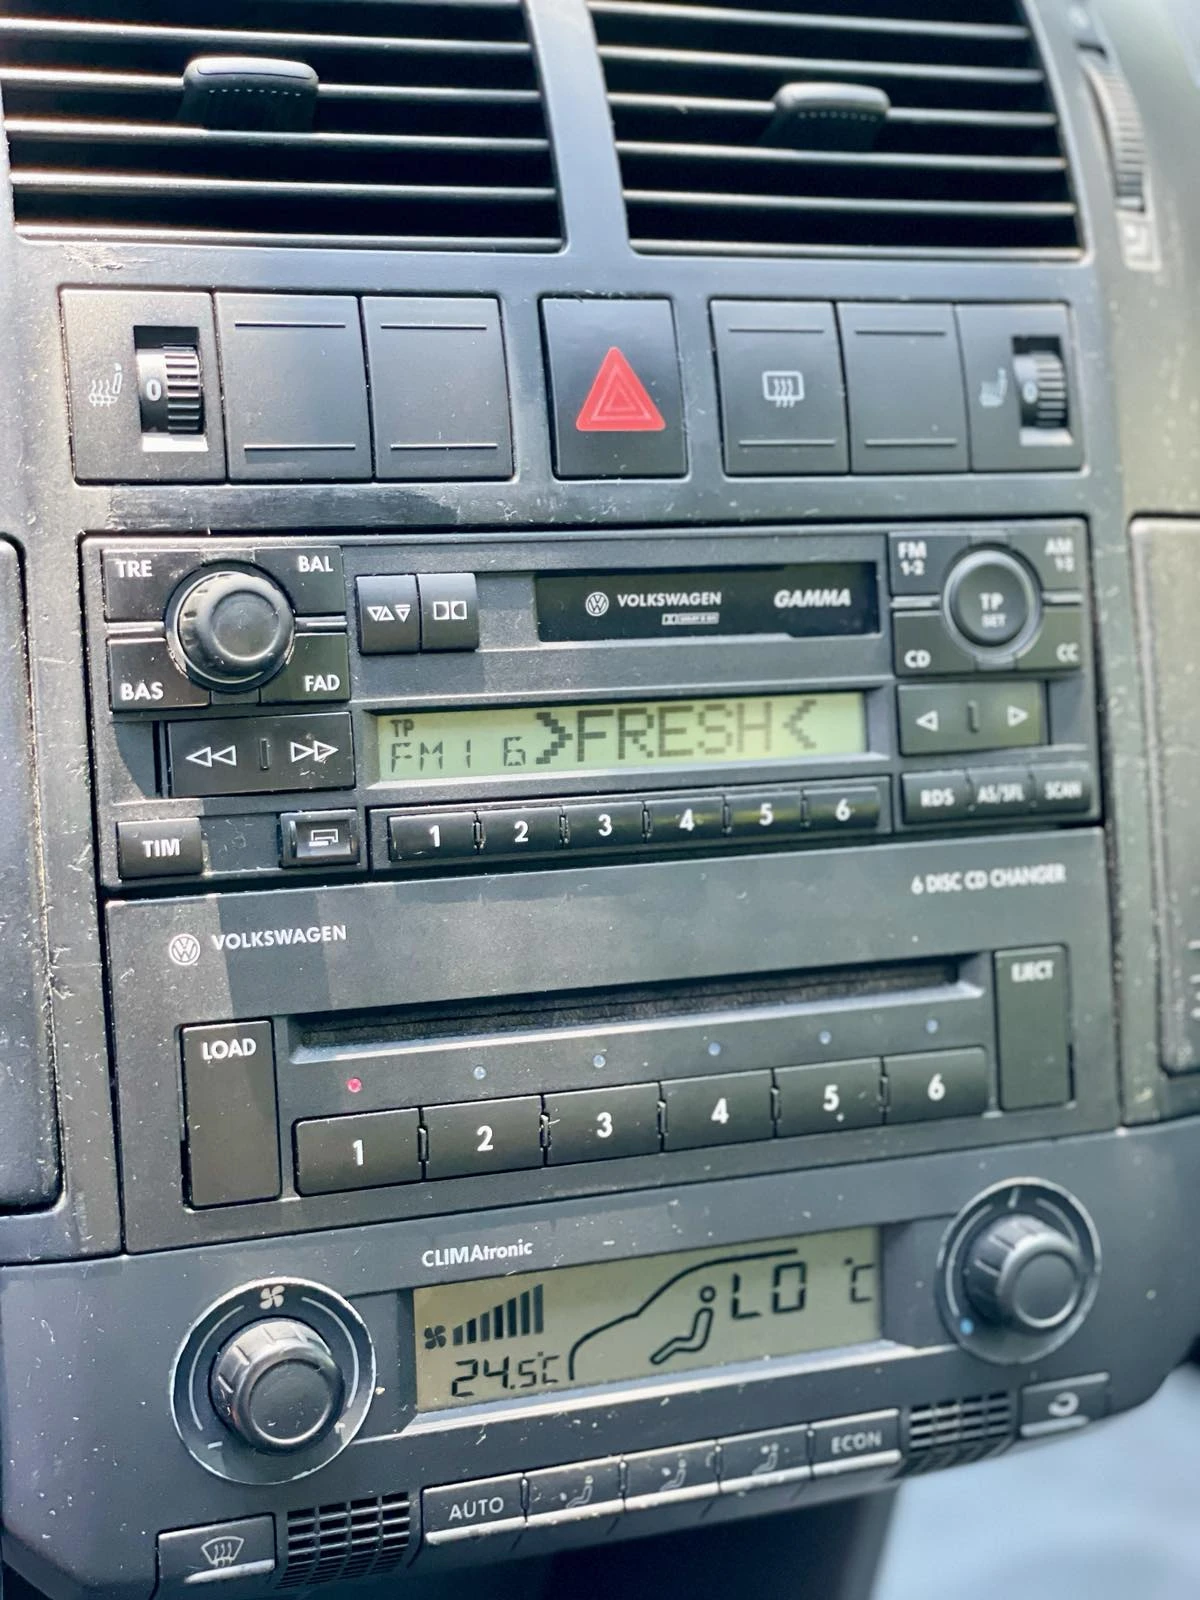 0
0
TRE
BAL
BAS
FAD
VOLKSWAGEN
GAMMA
FM
1-2
AM
1-2
TP
SET
CD
CC
TP
FM1 6 >FRESH<
RDS
AS/SFL
SCAN
TIM
1 2 3 4 5 6
6 DISC CD CHANGER
VOLKSWAGEN
EJECT
LOAD
1 2 3 4 5 6
CLIMAtronic
LO °C
24.5°C
ECON
AUTO